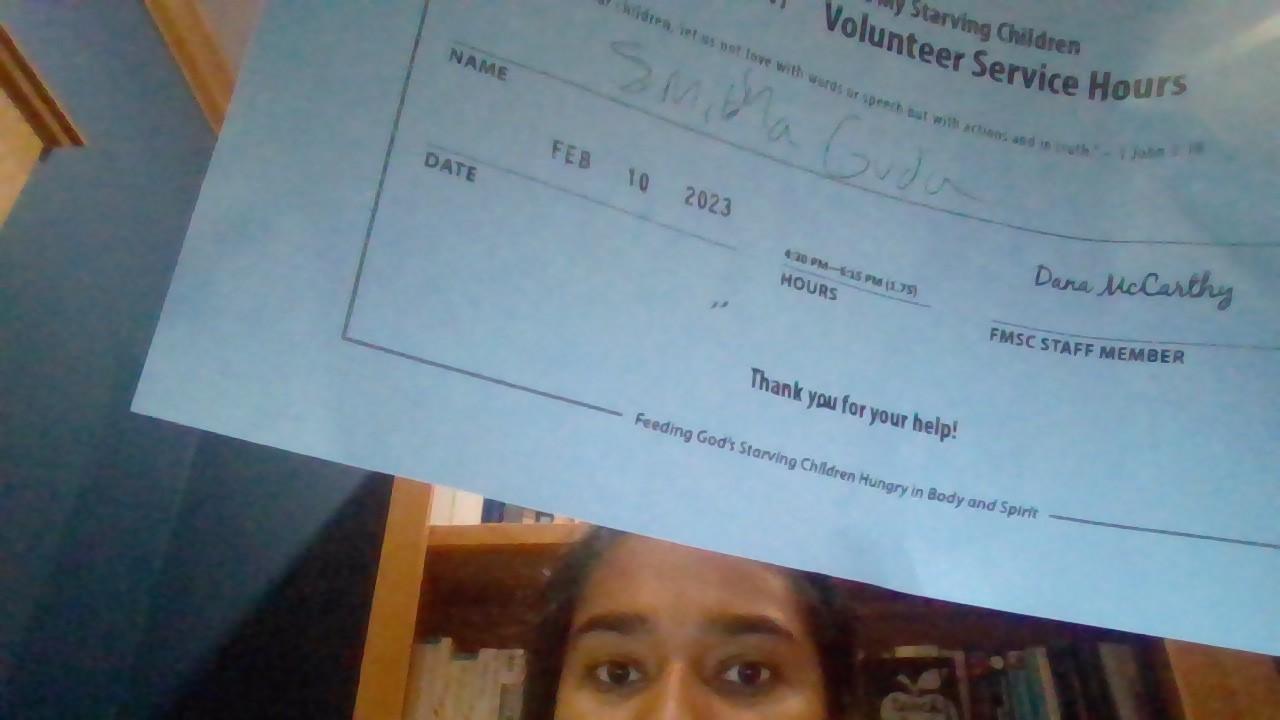 My Starving Children
Volunteer Service Hours
children, let us not love with words or speech but with actions and in truth." – 1 John 3:18
NAME Smitha Guda
DATE FEB 10 2023
4:30 PM—6:15 PM (1.75)
HOURS
Dana McCarthy
FMSC STAFF MEMBER
Thank you for your help!
Feeding God's Starving Children Hungry in Body and Spirit